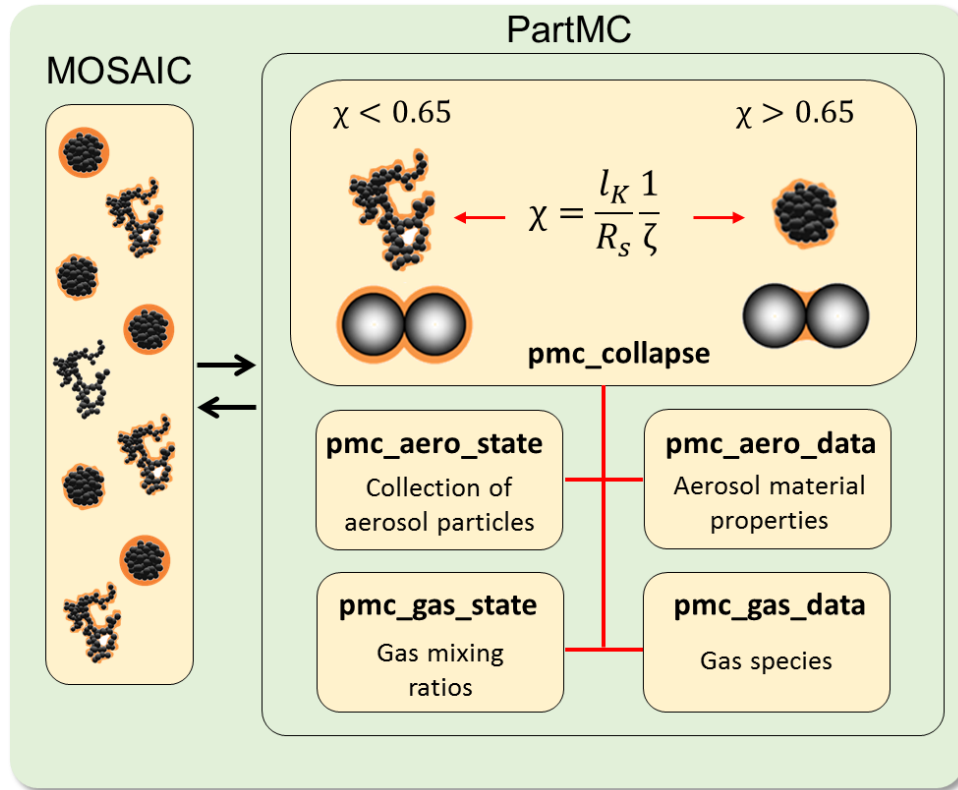 PartMC
MOSAIC
χ < 0.65
χ > 0.65
χ = l_K/R_s 1/ζ
pmc_collapse
pmc_aero_state
Collection of
aerosol particles
pmc_aero_data
Aerosol material
properties
pmc_gas_state
Gas mixing
ratios
pmc_gas_data
Gas species